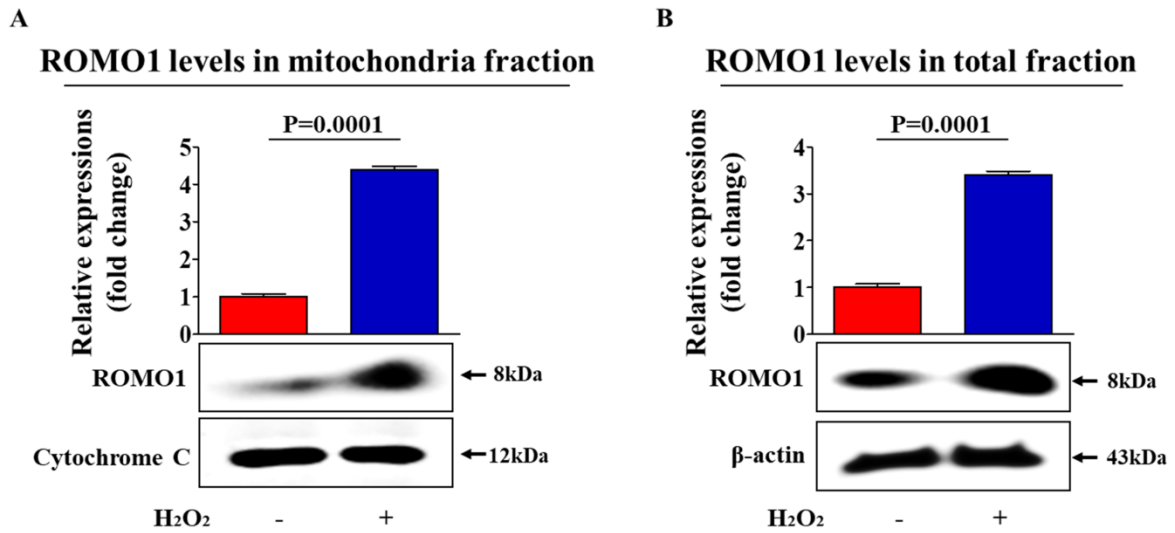 A
ROMO1 levels in mitochondria fraction
P=0.0001
Relative expressions
(fold change)
5
4
3
2
1
0
ROMO1
8kDa
Cytochrome C
12kDa
H₂O₂ - +
B
ROMO1 levels in total fraction
P=0.0001
Relative expressions
(fold change)
4
3
2
1
0
ROMO1
8kDa
β-actin
43kDa
H₂O₂ - +